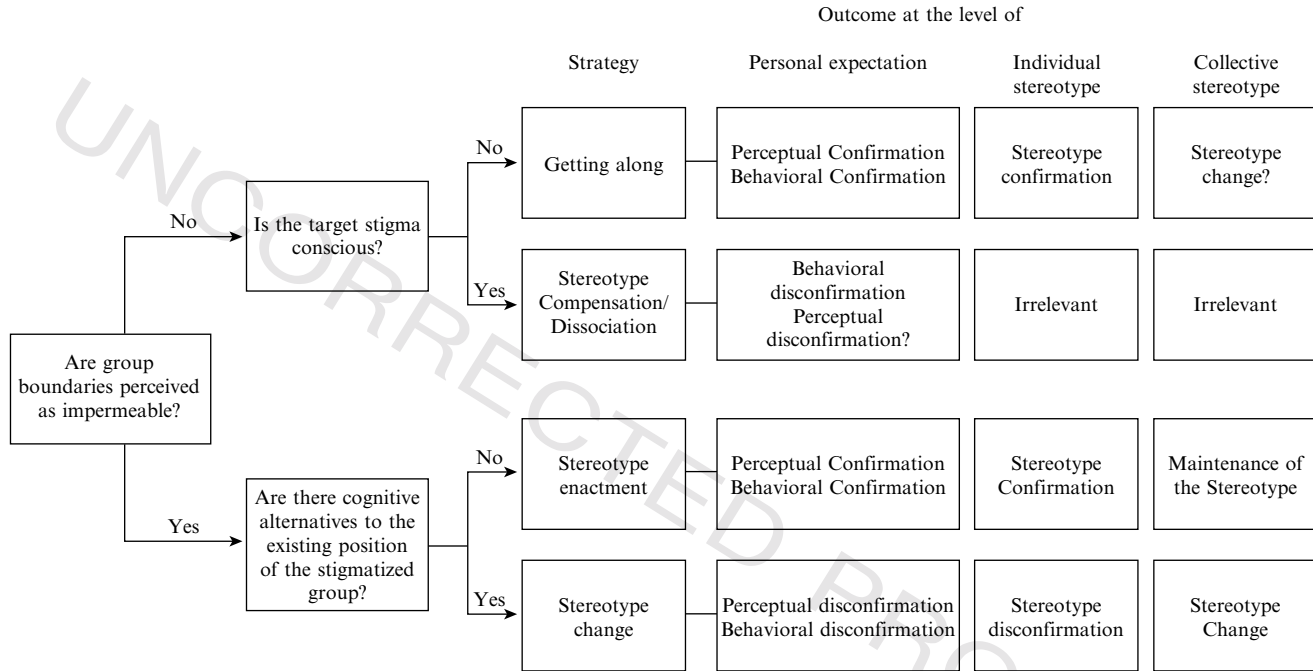 Outcome at the level of
Strategy
Personal expectation
Individual
stereotype
Collective
stereotype
No
Getting along
Perceptual Confirmation
Behavioral Confirmation
Stereotype
confirmation
Stereotype
change?
No
Is the target stigma
conscious?
Yes
Stereotype
Compensation/
Dissociation
Behavioral
disconfirmation
Perceptual
disconfirmation?
Irrelevant
Irrelevant
Are group
boundaries perceived
as impermeable?
Yes
Are there cognitive
alternatives to the
existing position
of the stigmatized
group?
No
Stereotype
enactment
Perceptual Confirmation
Behavioral Confirmation
Stereotype
Confirmation
Maintenance of
the Stereotype
Yes
Stereotype
change
Perceptual disconfirmation
Behavioral disconfirmation
Stereotype
disconfirmation
Stereotype
Change
UNCORRECTED PRO